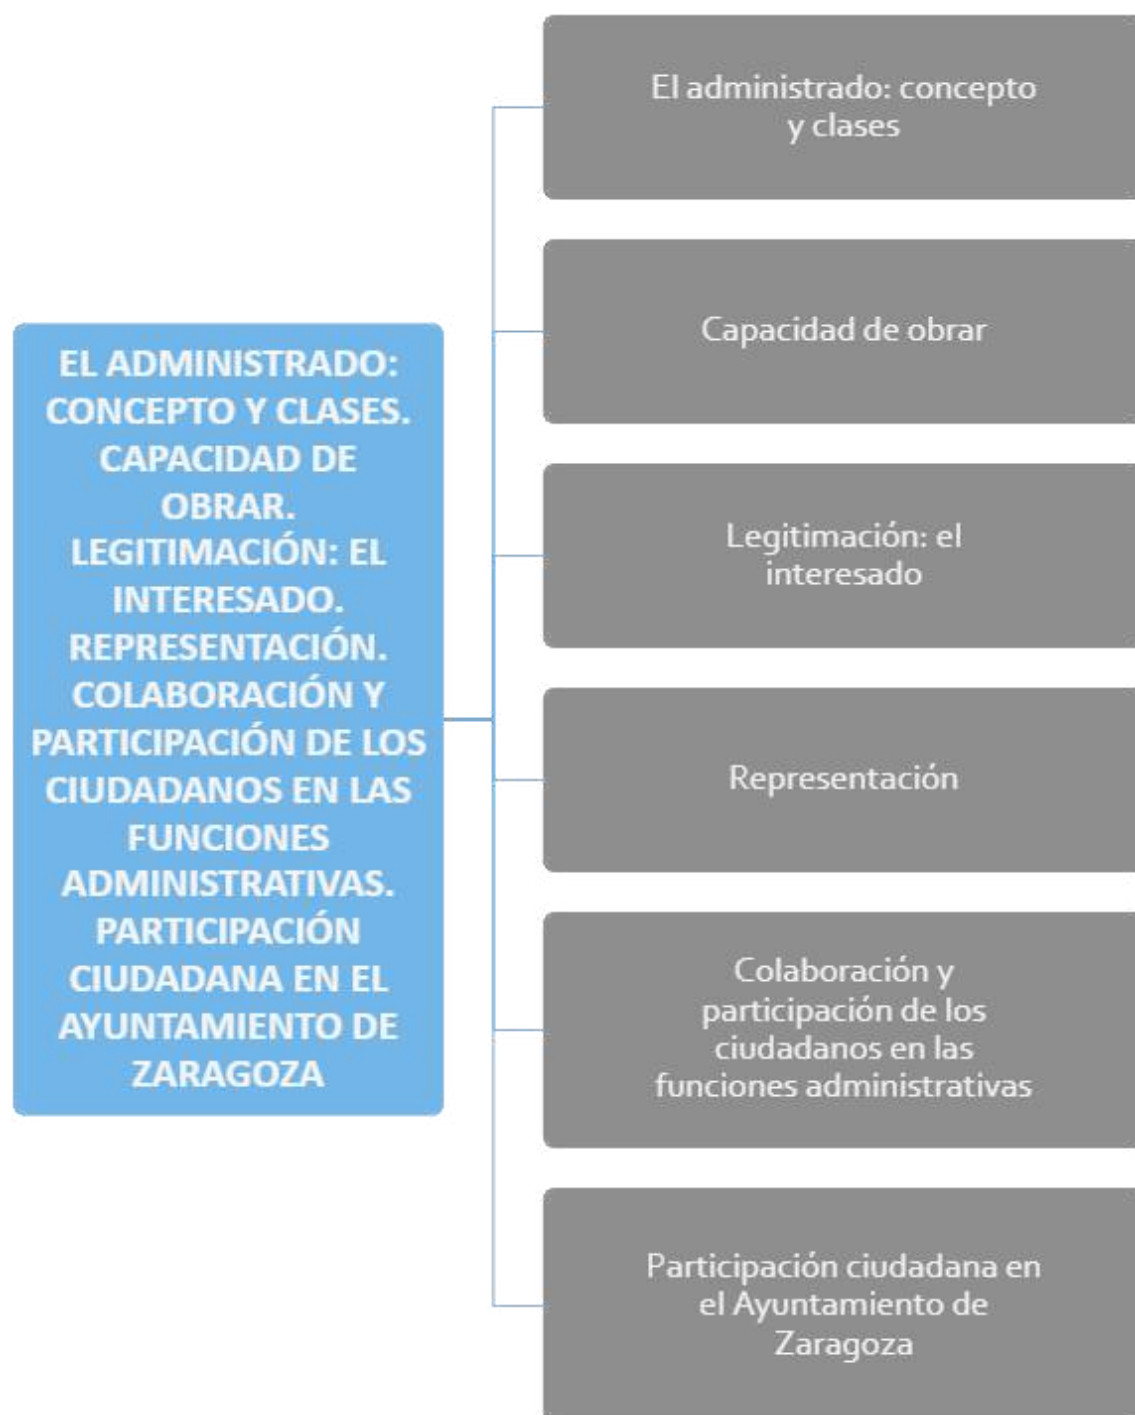 EL ADMINISTRADO:
CONCEPTO Y CLASES.
CAPACIDAD DE
OBRAR.
LEGITIMACIÓN: EL
INTERESADO.
REPRESENTACIÓN.
COLABORACIÓN Y
PARTICIPACIÓN DE LOS
CIUDADANOS EN LAS
FUNCIONES
ADMINISTRATIVAS.
PARTICIPACIÓN
CIUDADANA EN EL
AYUNTAMIENTO DE
ZARAGOZA
El administrado: concepto
y clases
Capacidad de obrar
Legitimación: el
interesado
Representación
Colaboración y
participación de los
ciudadanos en las
funciones administrativas
Participación ciudadana en
el Ayuntamiento de
Zaragoza